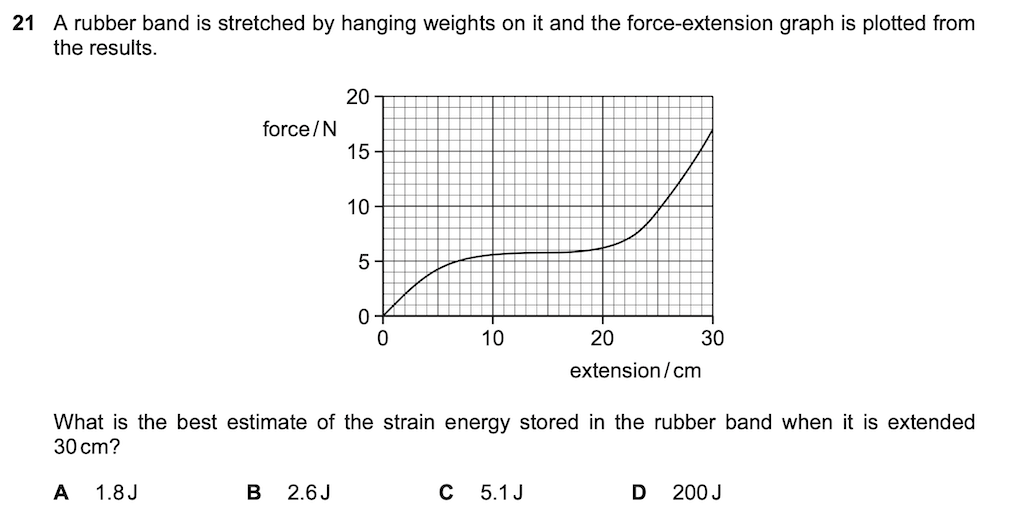 21 A rubber band is stretched by hanging weights on it and the force-extension graph is plotted from
the results.
20
force / N
15
10
5
0
0 10 20 30
extension / cm
What is the best estimate of the strain energy stored in the rubber band when it is extended
30 cm?
A 1.8 J B 2.6 J C 5.1 J D 200 J